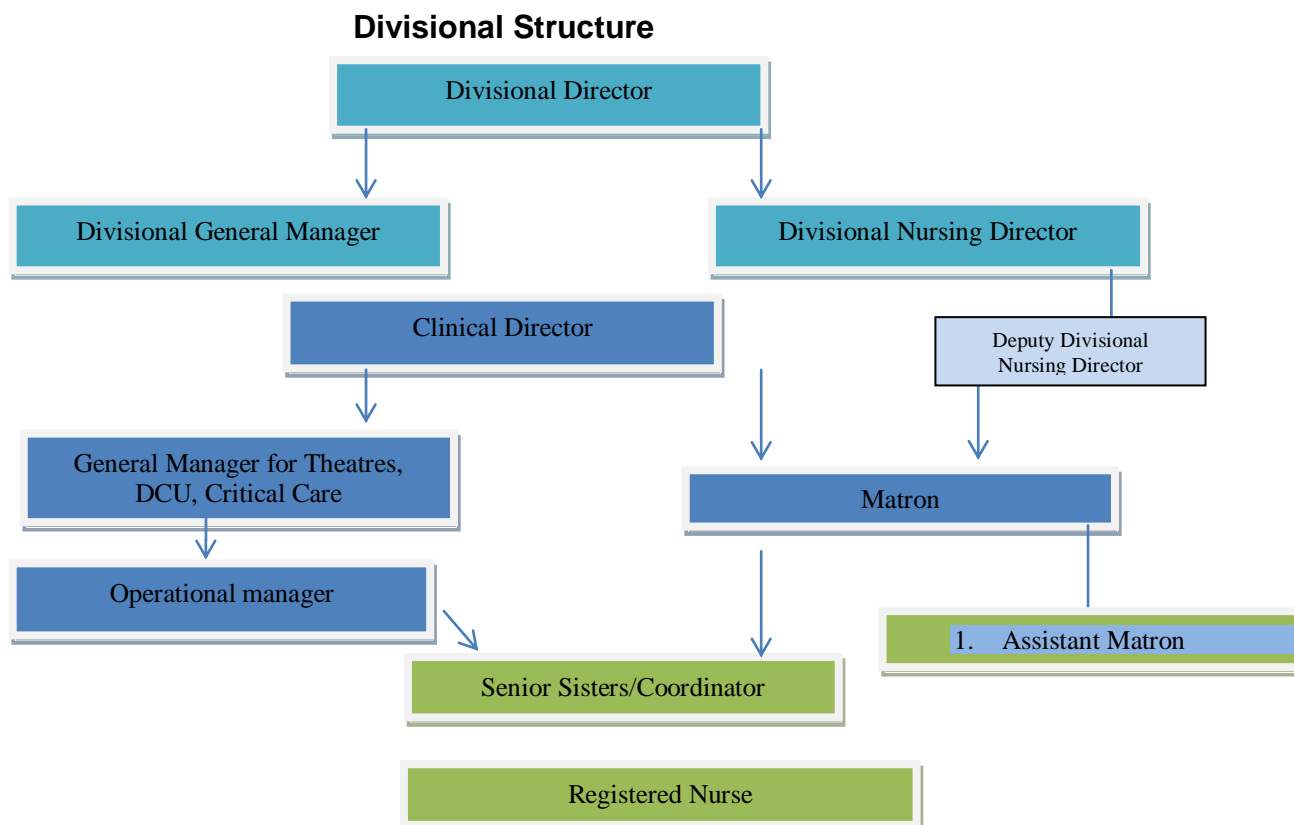 Divisional Structure
Divisional Director
Divisional General Manager
Divisional Nursing Director
Clinical Director
Deputy Divisional
Nursing Director
General Manager for Theatres,
DCU, Critical Care
Matron
Operational manager
1. Assistant Matron
Senior Sisters/Coordinator
Registered Nurse